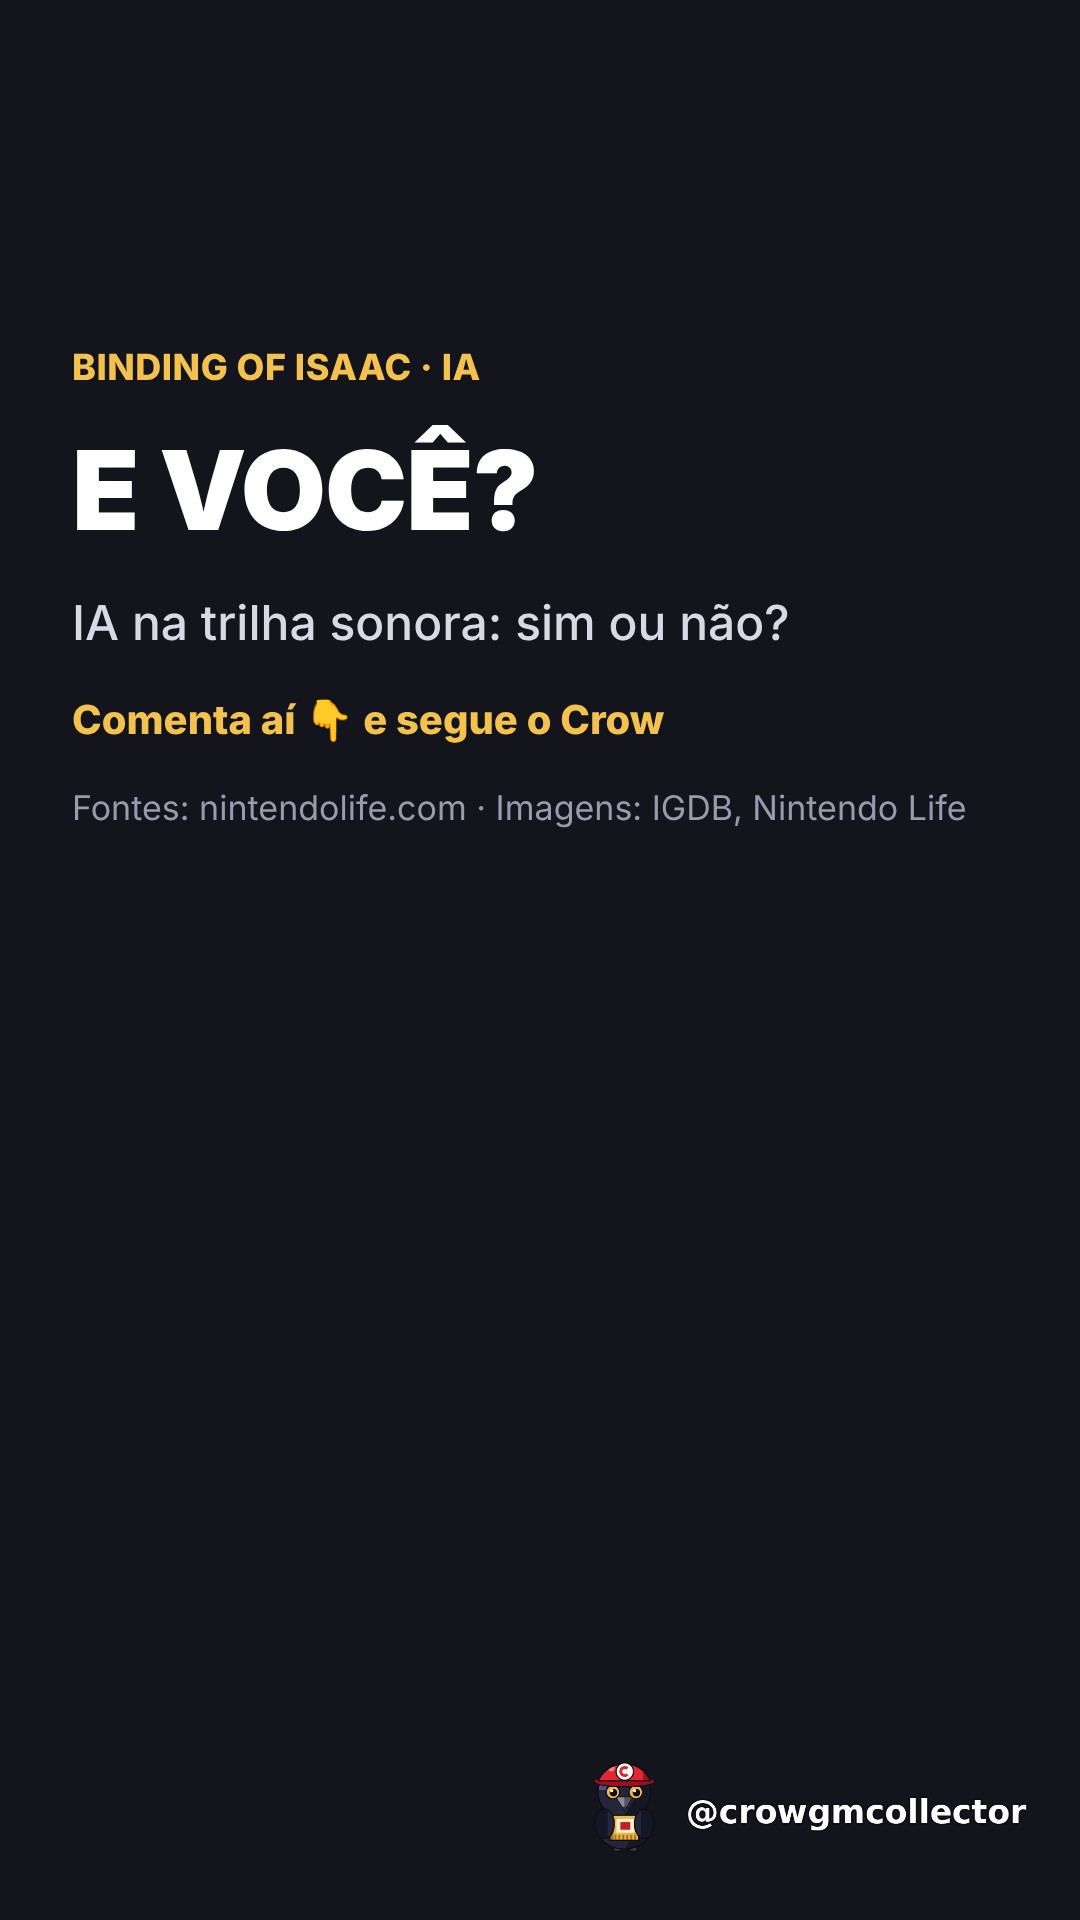 BINDING OF ISAAC · IA
E VOCÊ?
IA na trilha sonora: sim ou não?
Comenta aí 👇 e segue o Crow
Fontes: nintendolife.com · Imagens: IGDB, Nintendo Life
C
@crowgmcollector